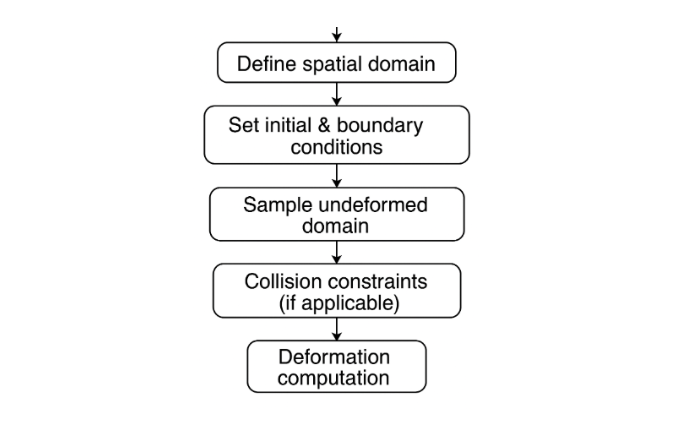 Define spatial domain
Set initial & boundary
conditions
Sample undeformed
domain
Collision constraints
(if applicable)
Deformation
computation